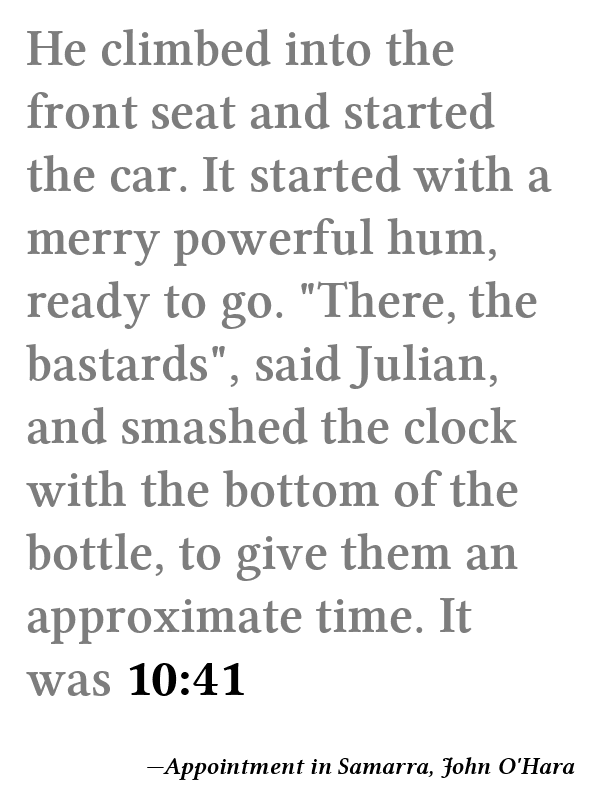 He climbed into the
front seat and started
the car. It started with a
merry powerful hum,
ready to go. "There, the
bastards", said Julian,
and smashed the clock
with the bottom of the
bottle, to give them an
approximate time. It
was 10:41
—Appointment in Samarra, John O'Hara